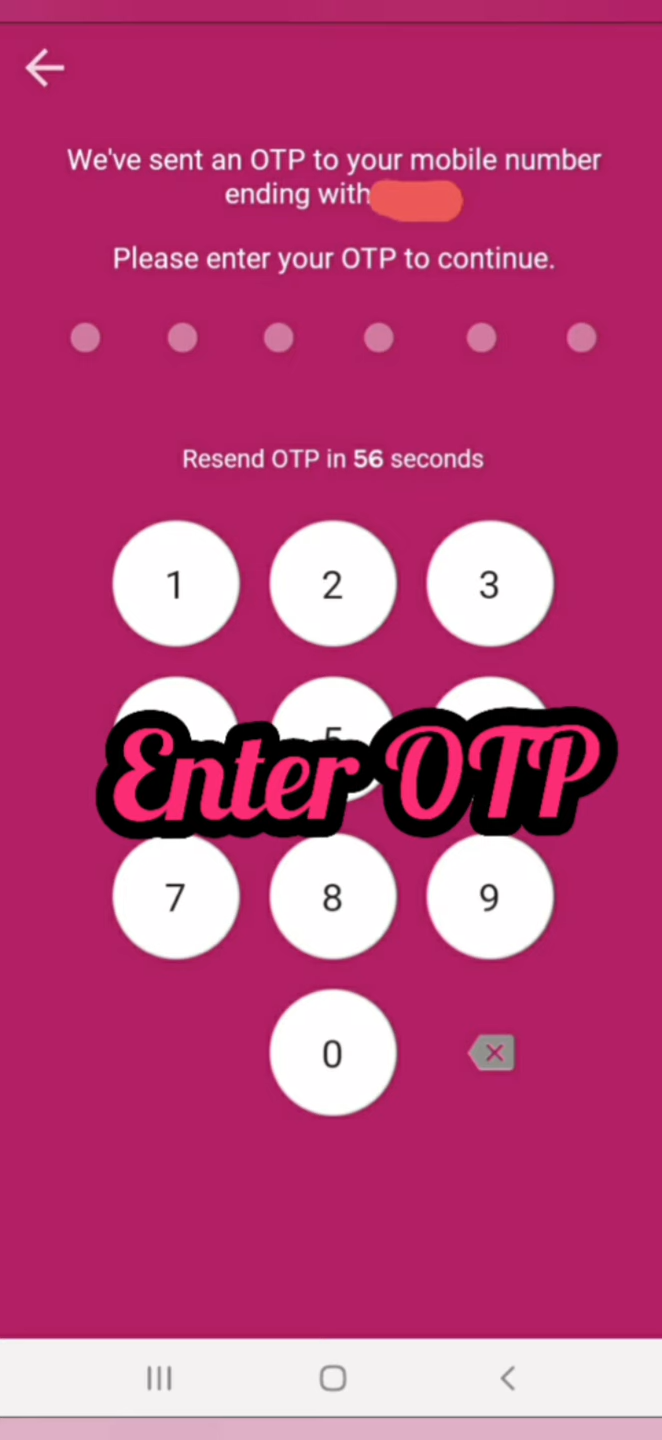 We've sent an OTP to your mobile number
ending with
Please enter your OTP to continue.
Resend OTP in 56 seconds
1 2 3
5
Enter OTP
7 8 9
0